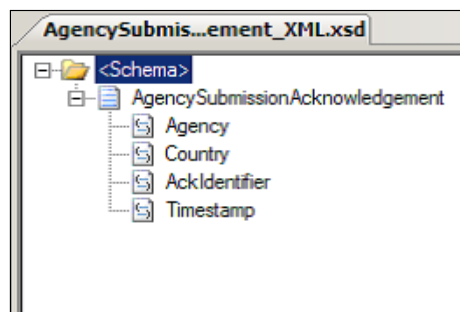 AgencySubmis...ement_XML.xsd
<Schema>
AgencySubmissionAcknowledgement
Agency
Country
AckIdentifier
Timestamp